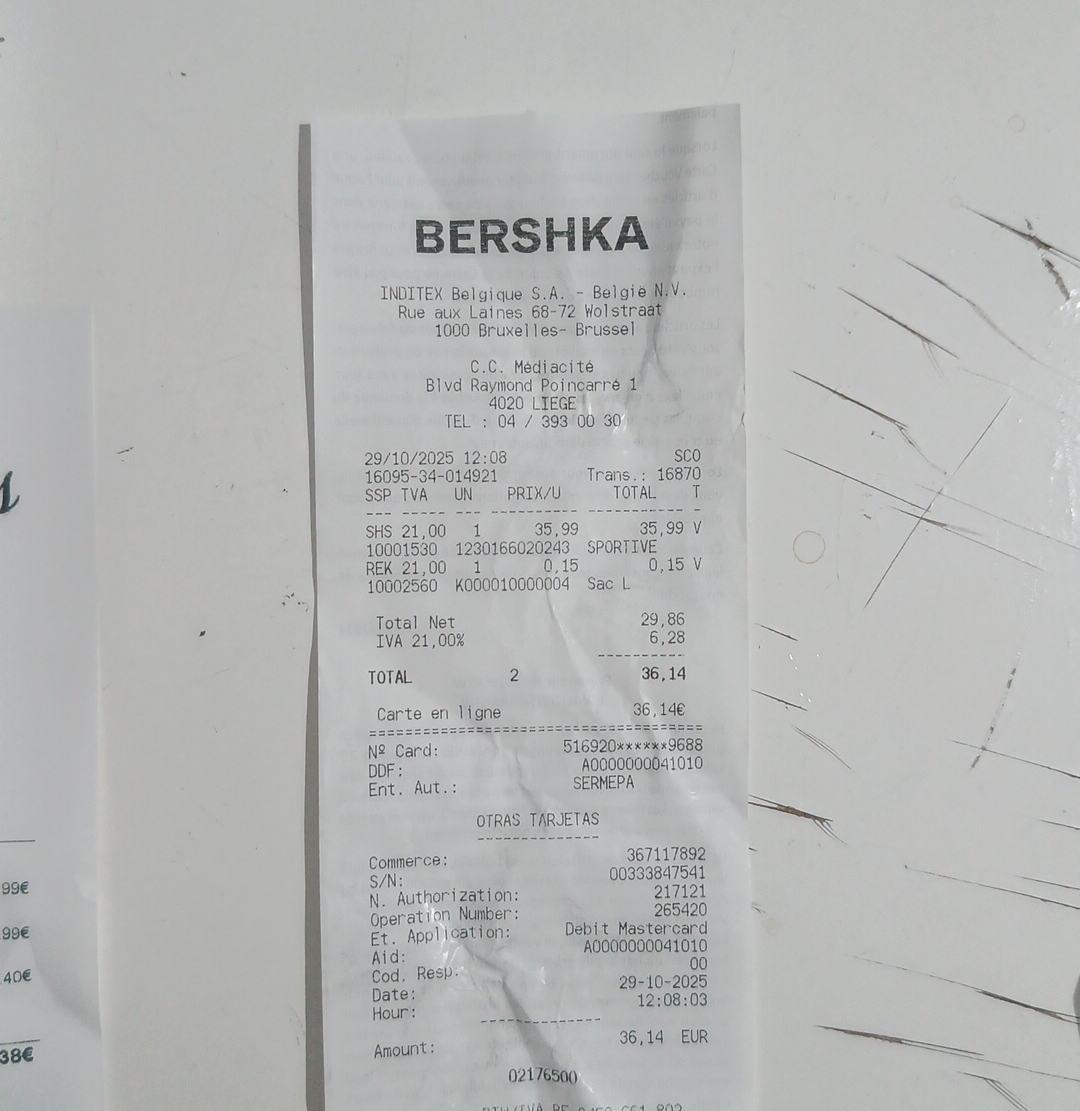 BERSHKA
INDITEX Belgique S.A. - België N.V.
Rue aux Laines 68-72 Wolstraat
1000 Bruxelles- Brussel
C.C. Médiacité
Blvd Raymond Poincarré 1
4020 LIEGE
TEL : 04 / 393 00 30
29/10/2025 12:08 SCO
16095-34-014921 Trans.: 16870
SSP TVA UN PRIX/U TOTAL T
--- ----- --- ---------- ----------- -
SHS 21,00 1 35,99 35,99 V
10001530 1230166020243 SPORTIVE
REK 21,00 1 0,15 0,15 V
10002560 K000010000004 Sac L
Total Net 29,86
IVA 21,00% 6,28
----------
TOTAL 2 36,14
Carte en ligne 36,14€
======================================
Nº Card: 516920******9688
DDF: A0000000041010
Ent. Aut.: SERMEPA
OTRAS TARJETAS
--------------
Commerce: 367117892
S/N: 00333847541
N. Authorization: 217121
Operation Number: 265420
Et. Application: Debit Mastercard
Aid: A0000000041010
Cod. Resp. 00
Date: 29-10-2025
Hour: 12:08:03
--------------
Amount: 36,14 EUR
02176500
99€
99€
40€
38€